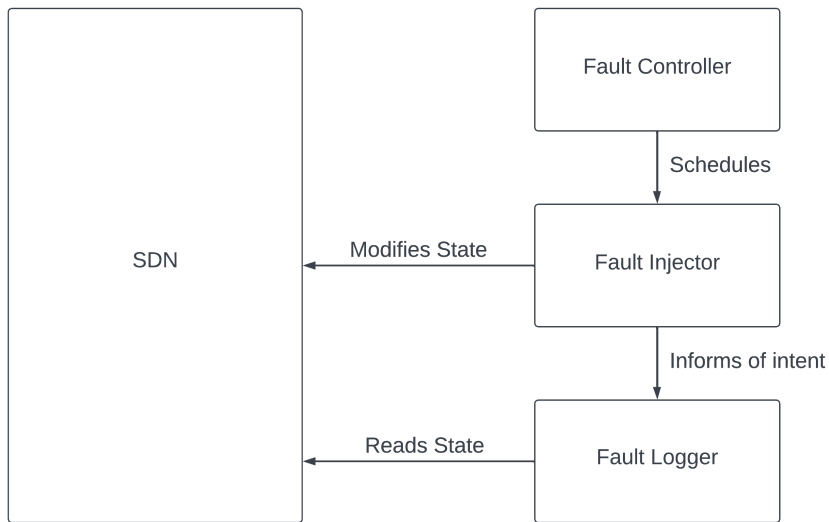 Fault Controller
Schedules
SDN
Modifies State
Fault Injector
Informs of intent
Reads State
Fault Logger